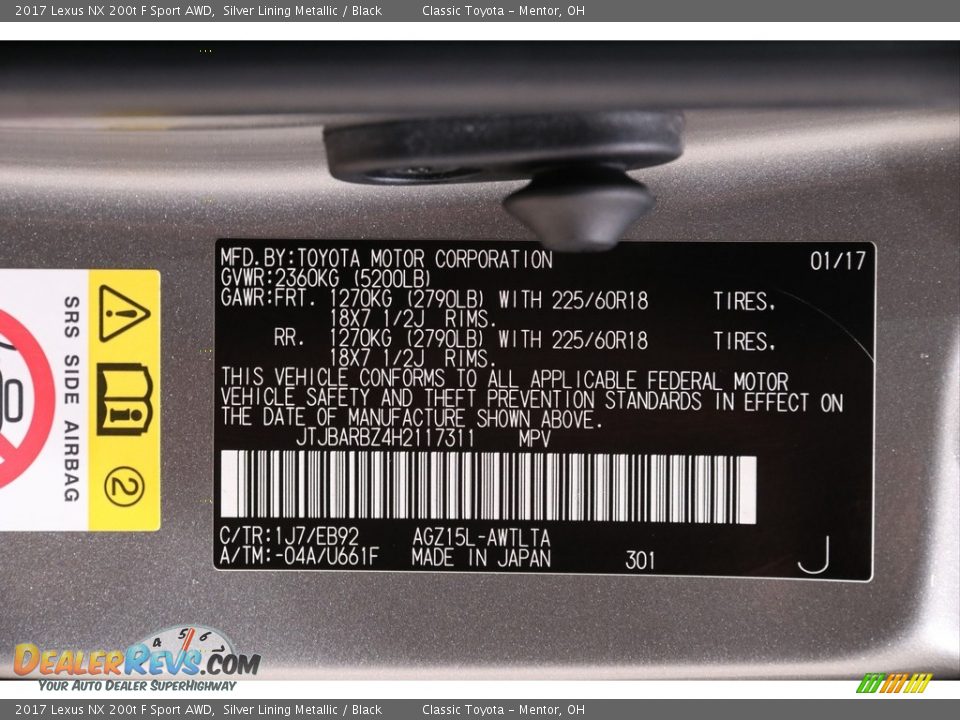 2017 Lexus NX 200t F Sport AWD,  Silver Lining Metallic / Black        Classic Toyota - Mentor, OH
MFD.BY:TOYOTA MOTOR CORPORATION 01/17
GVWR:2360KG (5200LB)
GAWR:FRT. 1270KG (2790LB) WITH 225/60R18 TIRES,
18X7 1/2J RIMS.
RR. 1270KG (2790LB) WITH 225/60R18 TIRES,
18X7 1/2J RIMS.
THIS VEHICLE CONFORMS TO ALL APPLICABLE FEDERAL MOTOR
VEHICLE SAFETY AND THEFT PREVENTION STANDARDS IN EFFECT ON
THE DATE OF MANUFACTURE SHOWN ABOVE.
JTJBARBZ4H2117311 MPV
C/TR:1J7/EB92 AGZ15L-AWTLTA
A/TM:-04A/U661F MADE IN JAPAN 301 J
SRS SIDE AIRBAG
2
4 5 6 7
DEALERREVS.COM
YOUR AUTO DEALER SUPERHIGHWAY
2017 Lexus NX 200t F Sport AWD,  Silver Lining Metallic / Black        Classic Toyota - Mentor, OH